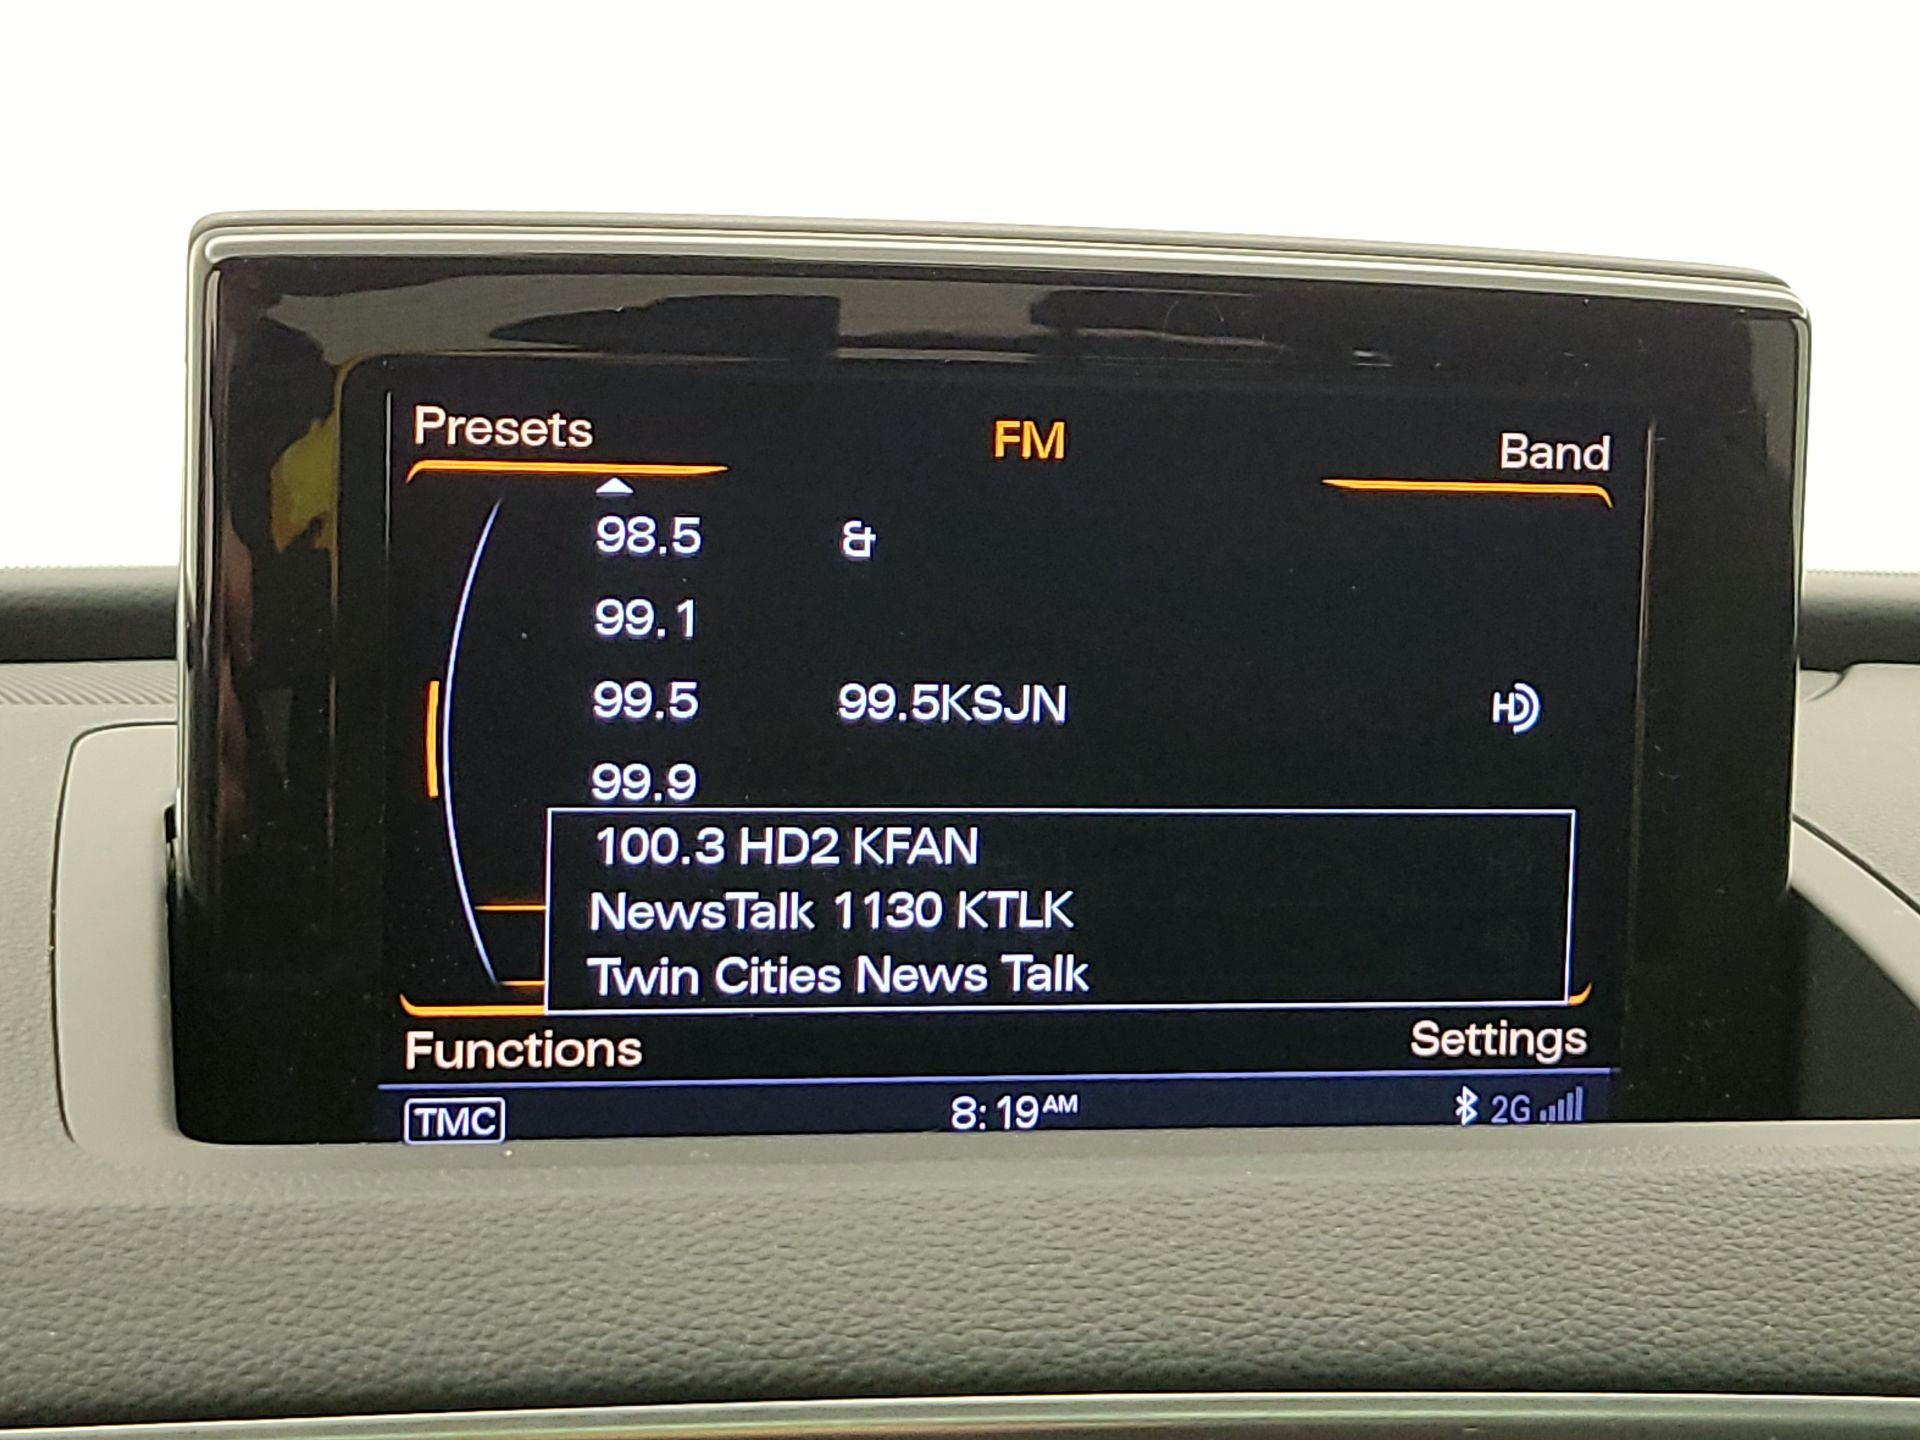 Presets FM Band
98.5 &
99.1
99.5 99.5KSJN HD
99.9
100.3 HD2 KFAN
NewsTalk 1130 KTLK
Twin Cities News Talk
Functions Settings
TMC 8:19AM 2G